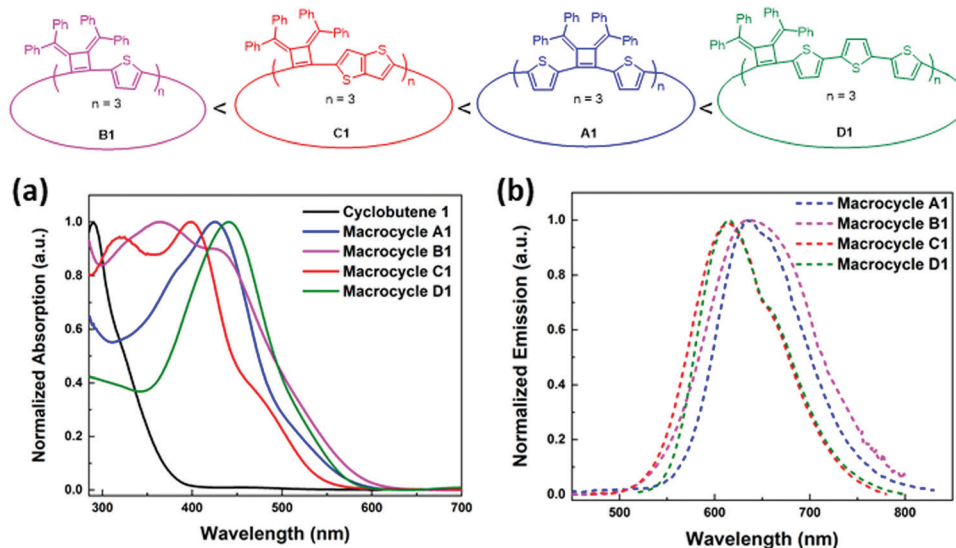 Ph Ph Ph Ph
Ph Ph Ph Ph
Ph Ph Ph Ph
Ph Ph Ph Ph
S n
S S n
S S n
S S S n
n = 3
n = 3
n = 3
n = 3
B1 < C1 < A1 < D1
(a)
Normalized Absorption (a.u.)
1.0
0.8
0.6
0.4
0.2
0.0
300 400 500 600 700
Wavelength (nm)
Cyclobutene 1
Macrocycle A1
Macrocycle B1
Macrocycle C1
Macrocycle D1
(b)
Normalized Emission (a.u.)
1.0
0.8
0.6
0.4
0.2
0.0
500 600 700 800
Wavelength (nm)
Macrocycle A1
Macrocycle B1
Macrocycle C1
Macrocycle D1